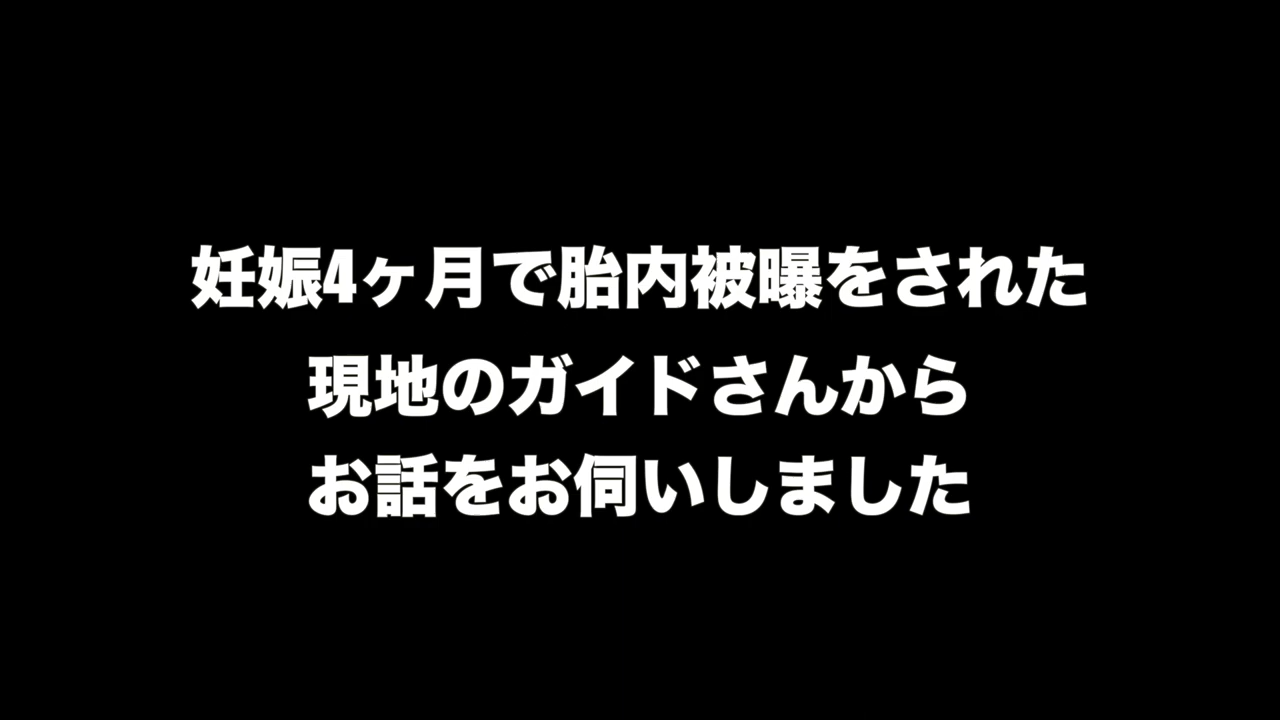 妊娠4ヶ月で胎内被曝をされた
現地のガイドさんから
お話をお伺いしました